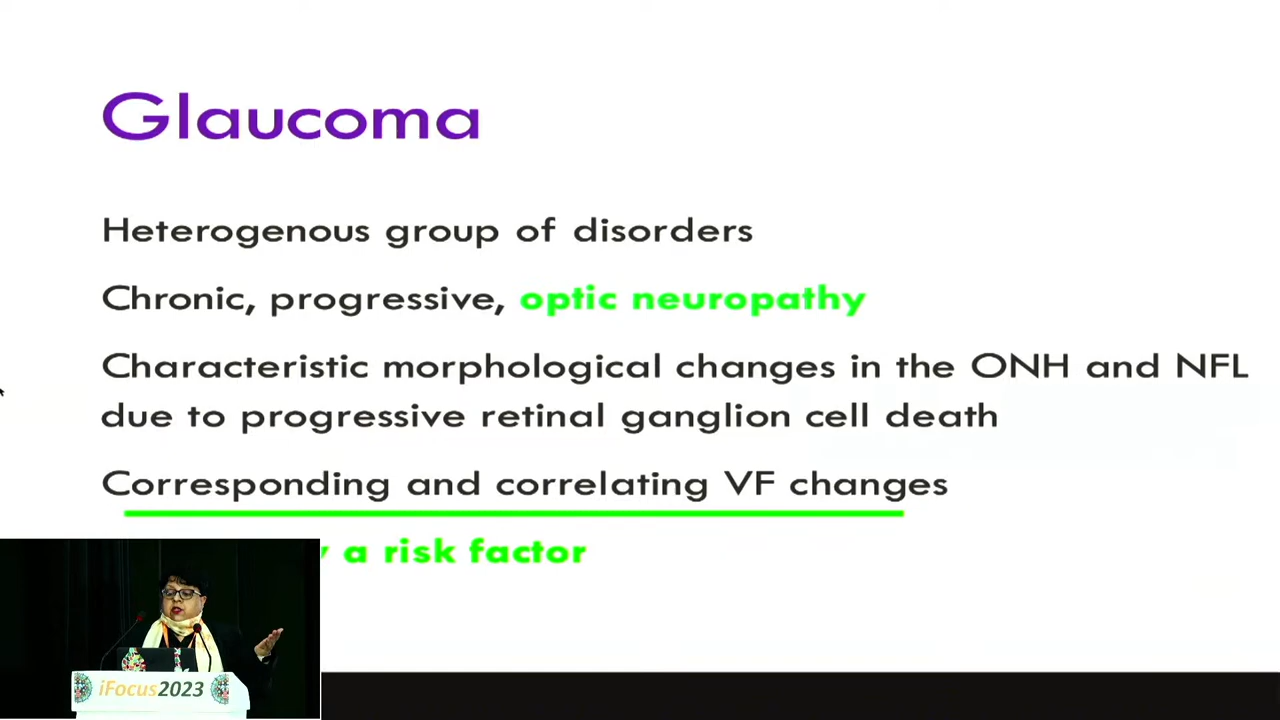 Glaucoma
Heterogenous group of disorders
Chronic, progressive, optic neuropathy
Characteristic morphological changes in the ONH and NFL
due to progressive retinal ganglion cell death
Corresponding and correlating VF changes
a risk factor
iFocus2023